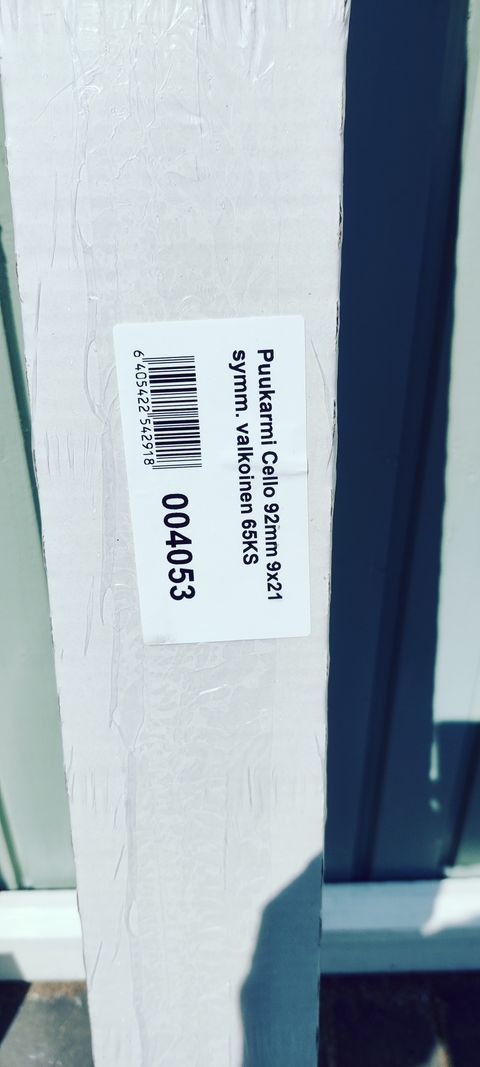 Puukarmi Cello 92mm 9x21
symm. valkoinen 65KS
6 405422 542918
004053